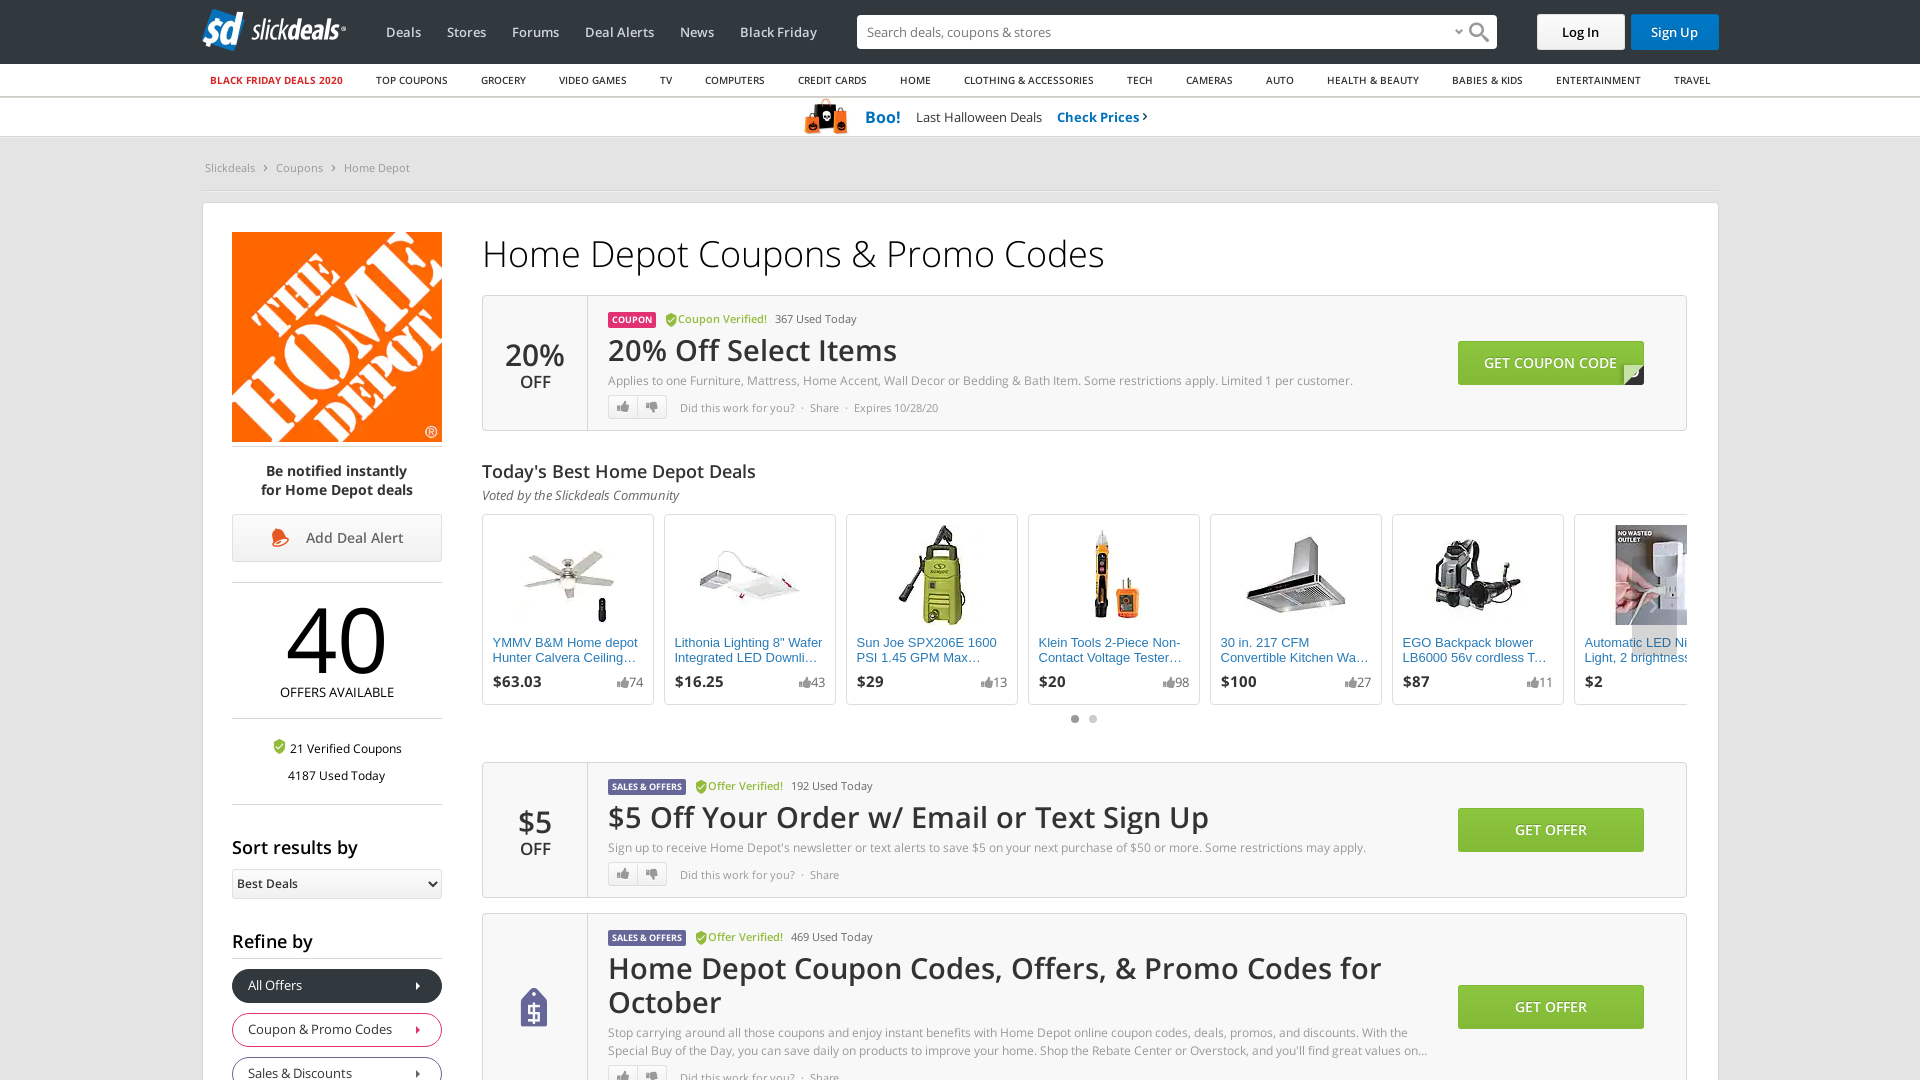 slickdeals
Deals
Stores
Forums
Deal Alerts
News
Black Friday
Search deals, coupons & stores
Log In
Sign Up
BLACK FRIDAY DEALS 2020
TOP COUPONS
GROCERY
VIDEO GAMES
TV
COMPUTERS
CREDIT CARDS
HOME
CLOTHING & ACCESSORIES
TECH
CAMERAS
AUTO
HEALTH & BEAUTY
BABIES & KIDS
ENTERTAINMENT
TRAVEL
Boo! Last Halloween Deals Check Prices
Slickdeals > Coupons > Home Depot
THE
HOME
DEPOT
®
Be notified instantly
for Home Depot deals
Add Deal Alert
40
OFFERS AVAILABLE
21 Verified Coupons
4187 Used Today
Sort results by
Best Deals
Refine by
All Offers
Coupon & Promo Codes
Sales & Discounts
Home Depot Coupons & Promo Codes
20%
OFF
COUPON Coupon Verified! 367 Used Today
20% Off Select Items
Applies to one Furniture, Mattress, Home Accent, Wall Decor or Bedding & Bath Item. Some restrictions apply. Limited 1 per customer.
Did this work for you? · Share · Expires 10/28/20
GET COUPON CODE
Today's Best Home Depot Deals
Voted by the Slickdeals Community
YMMV B&M Home depot
Hunter Calvera Ceiling...
$63.03 74
Lithonia Lighting 8" Wafer
Integrated LED Downli...
$16.25 43
Sun Joe SPX206E 1600
PSI 1.45 GPM Max...
$29 13
Klein Tools 2-Piece Non-
Contact Voltage Tester...
$20 98
30 in. 217 CFM
Convertible Kitchen Wa...
$100 27
EGO Backpack blower
LB6000 56v cordless T...
$87 11
NO WASTED
OUTLET
Automatic LED Ni
Light, 2 brightness
$2
$5
OFF
SALES & OFFERS Offer Verified! 192 Used Today
$5 Off Your Order w/ Email or Text Sign Up
Sign up to receive Home Depot's newsletter or text alerts to save $5 on your next purchase of $50 or more. Some restrictions may apply.
Did this work for you? · Share
GET OFFER
SALES & OFFERS Offer Verified! 469 Used Today
Home Depot Coupon Codes, Offers, & Promo Codes for
October
Stop carrying around all those coupons and enjoy instant benefits with Home Depot online coupon codes, deals, promos, and discounts. With the
Special Buy of the Day, you can save daily on products to improve your home. Shop the Rebate Center or Overstock, and you'll find great values on...
Did this work for you? · Share
GET OFFER